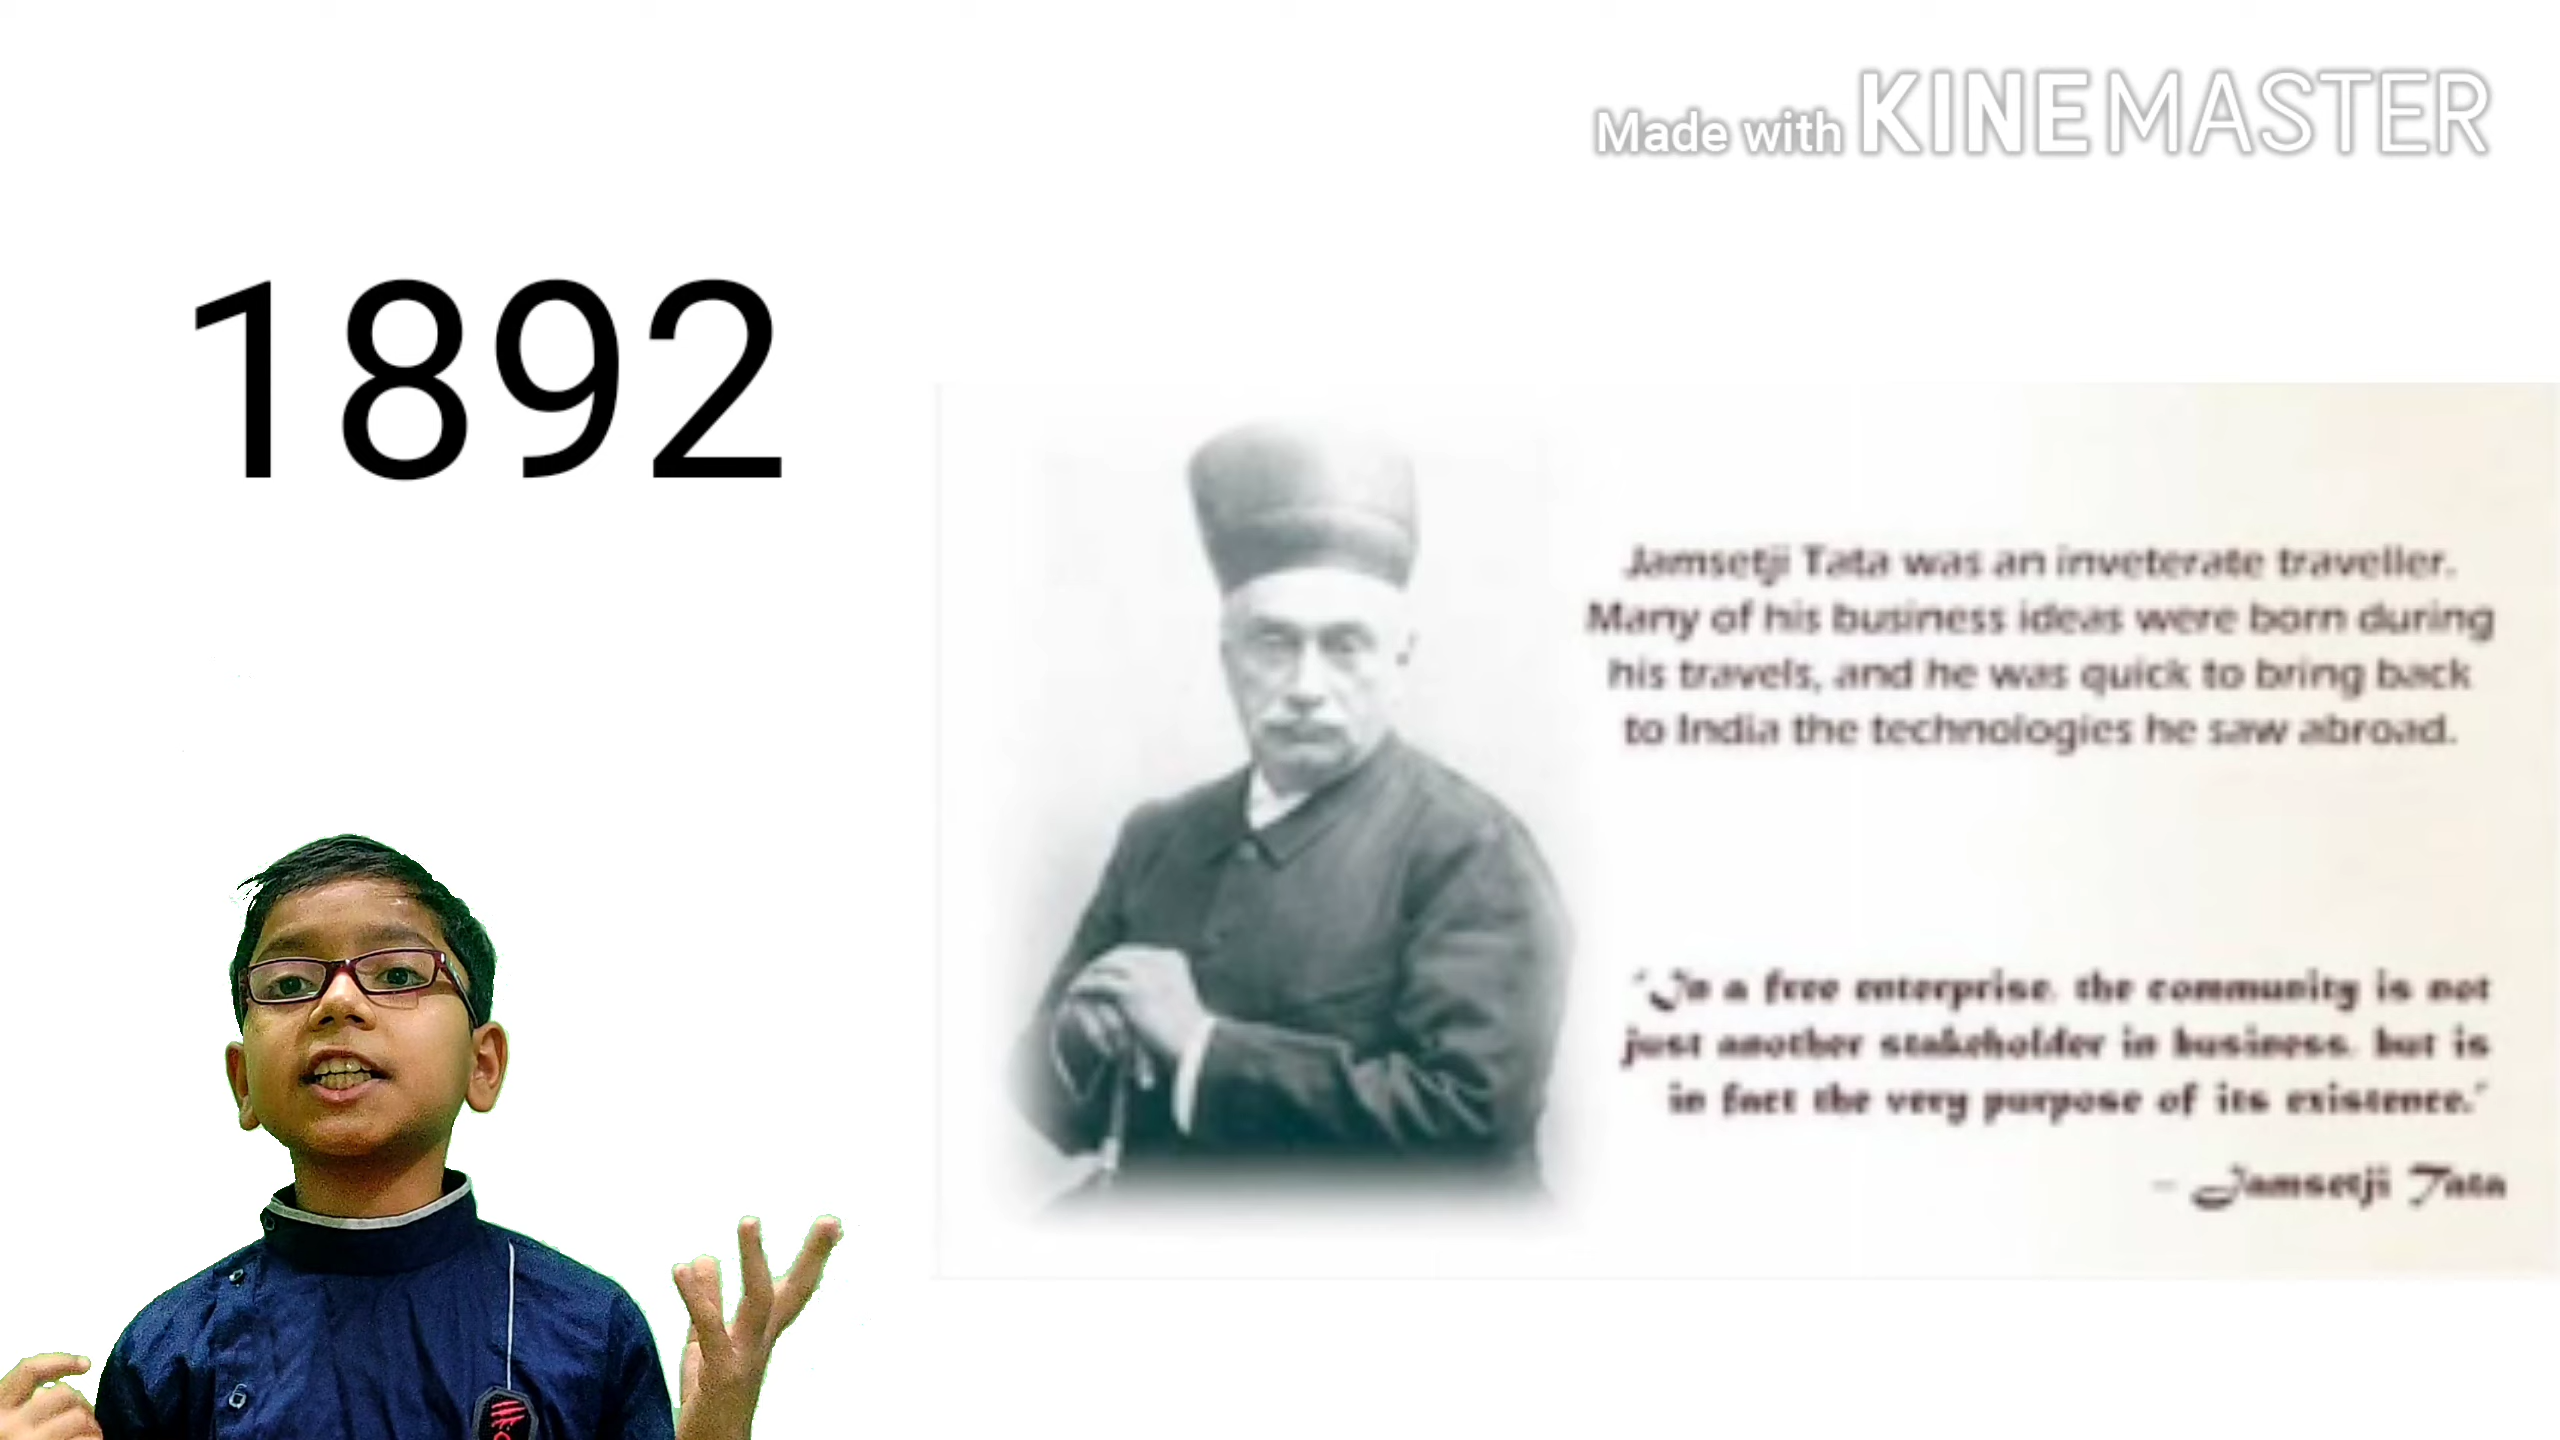 Made with KINEMASTER
1892
Jamsetji Tata was an inveterate traveller.
Many of his business ideas were born during
his travels, and he was quick to bring back
to India the technologies he saw abroad.
'In a free enterprise, the community is not
just another stakeholder in business, but is
in fact the very purpose of its existence.'
– Jamsetji Tata